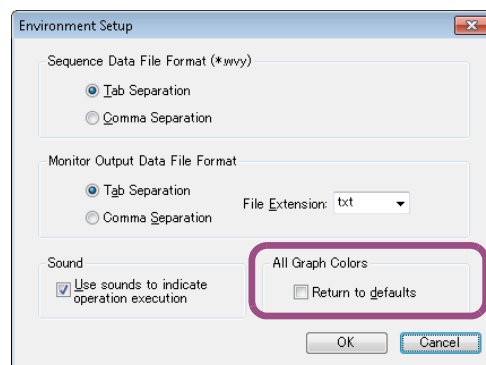 Environment Setup
Sequence Data File Format (*.wvy)
Tab Separation
Comma Separation
Monitor Output Data File Format
Tab Separation
File Extension: txt
Comma Separation
Sound
All Graph Colors
Use sounds to indicate
operation execution
Return to defaults
OK
Cancel